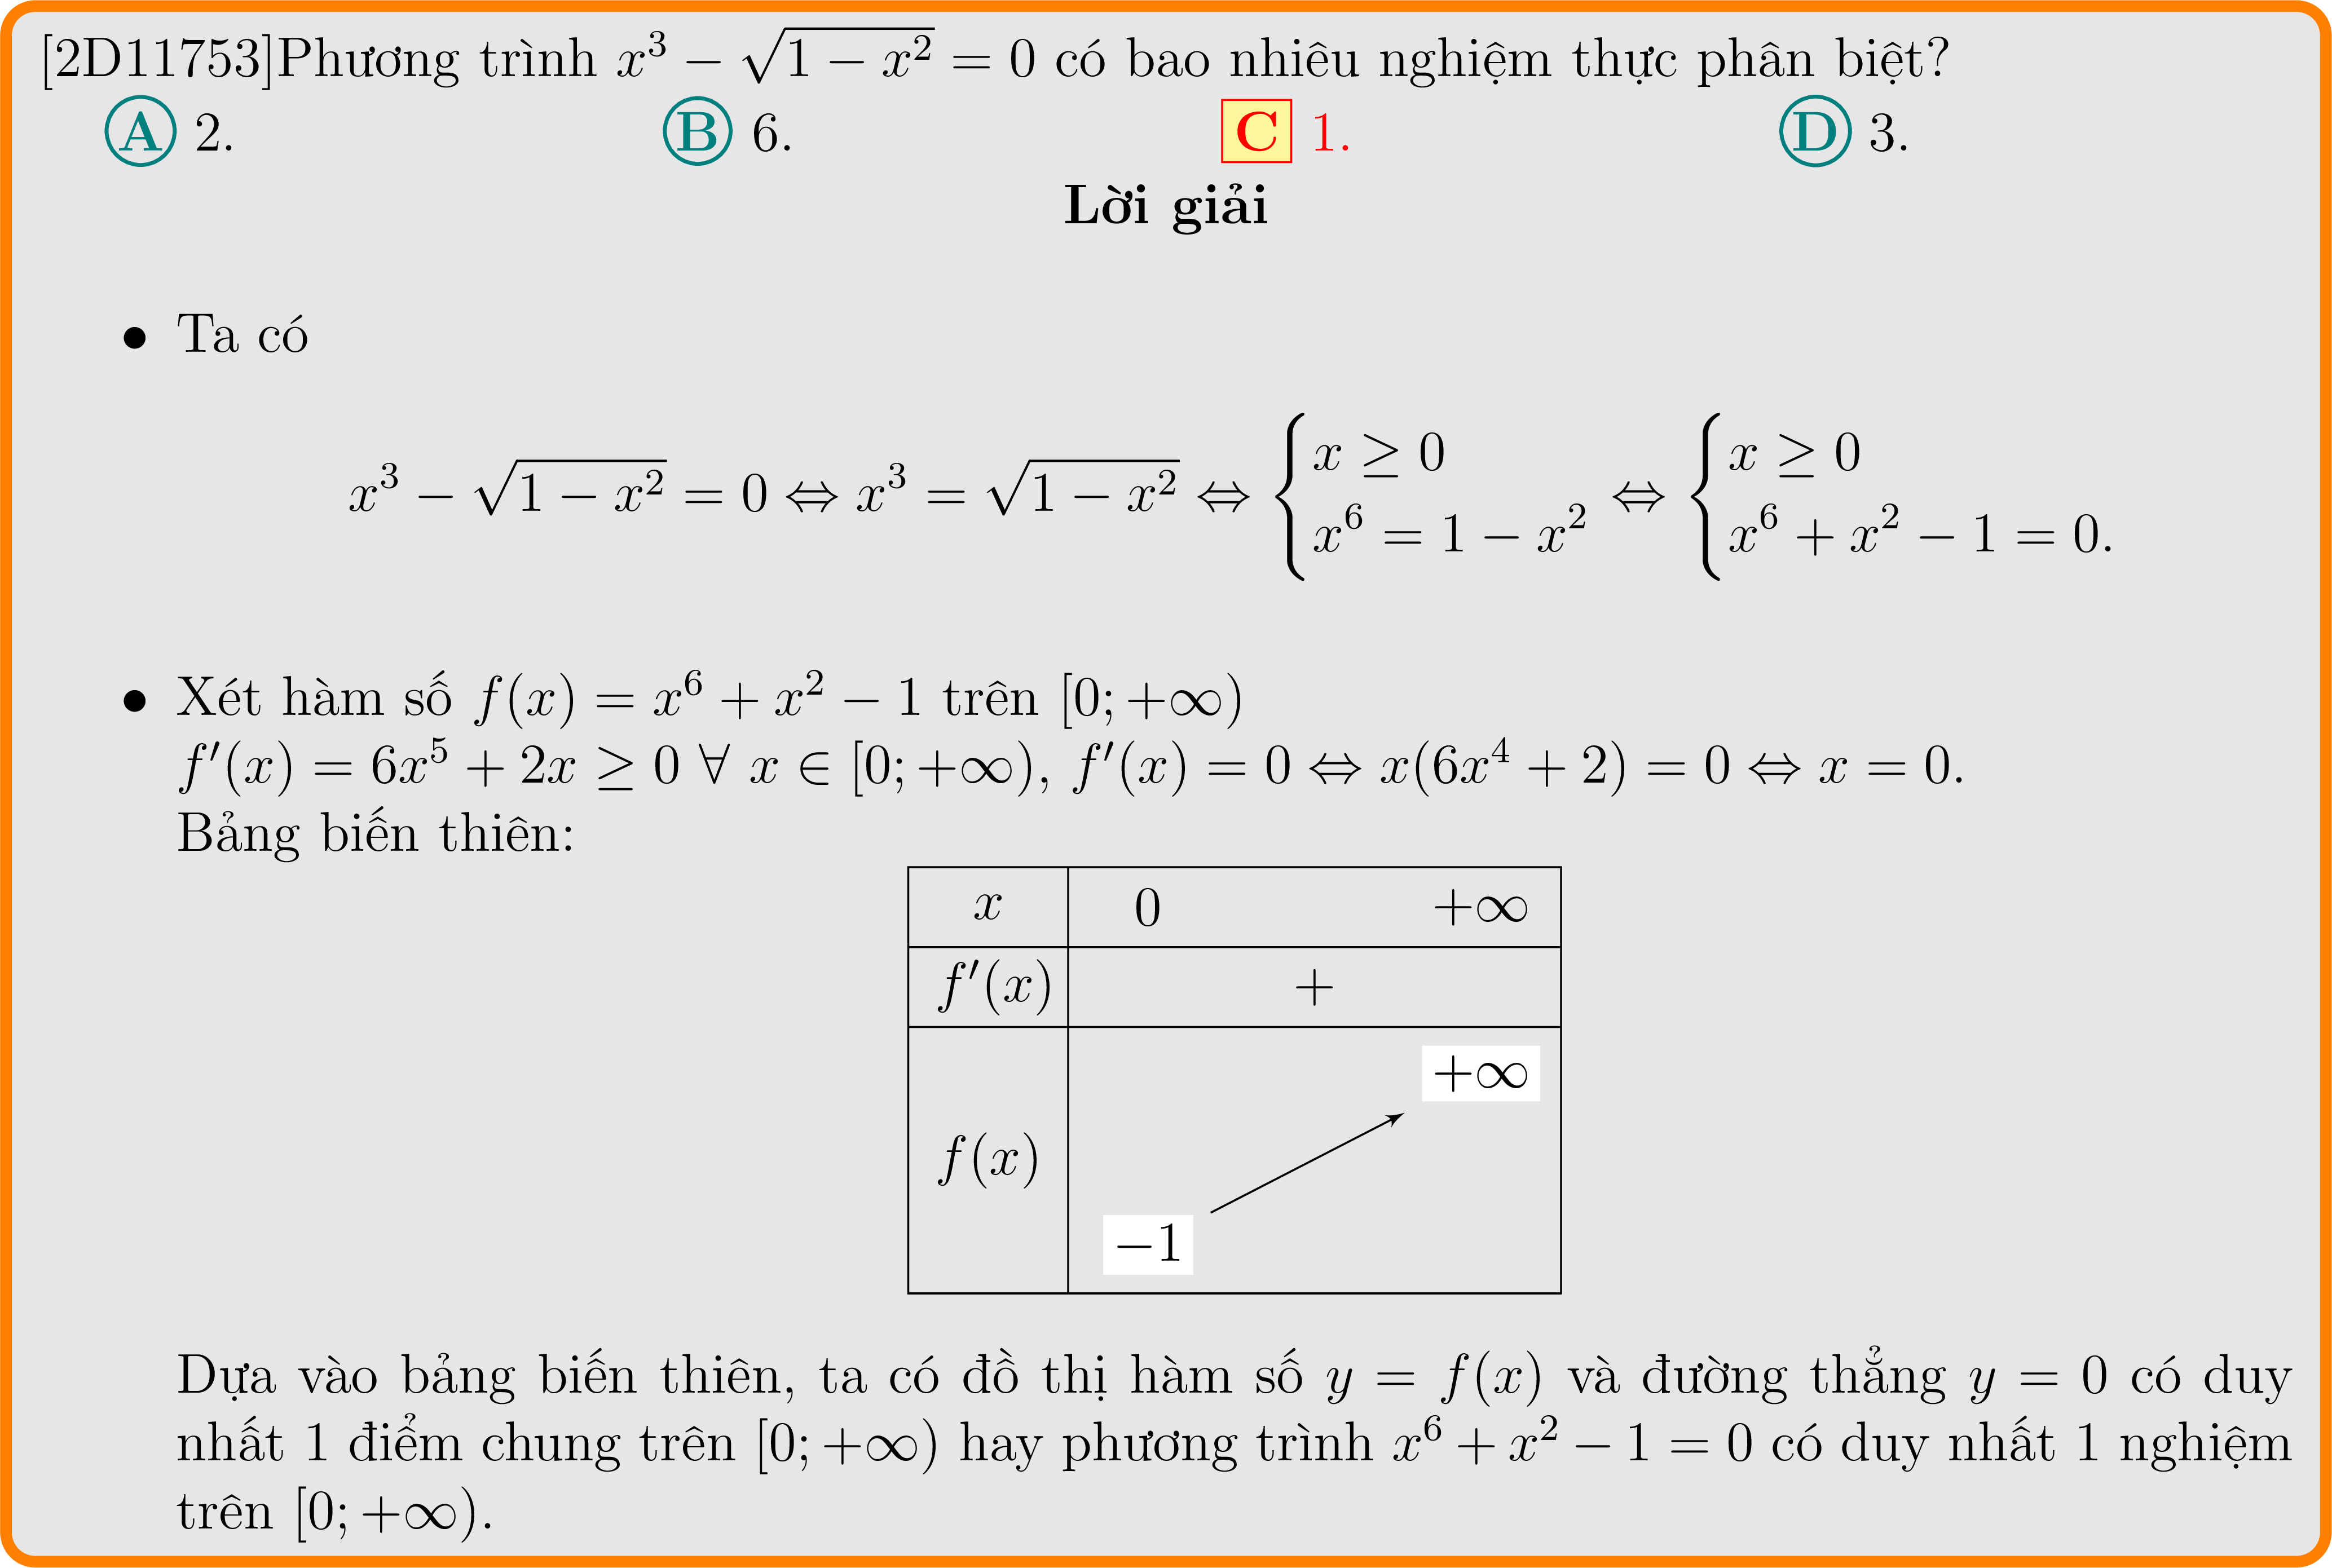 [2D11753]Phương trình $x^3 - \sqrt{1 - x^2} = 0$ có bao nhiêu nghiệm thực phân biệt?
A 2. B 6. C 1. D 3.
Lời giải
• Ta có
$x^3 - \sqrt{1 - x^2} = 0 \Leftrightarrow x^3 = \sqrt{1 - x^2} \Leftrightarrow \begin{cases} x \geq 0 \\ x^6 = 1 - x^2 \end{cases} \Leftrightarrow \begin{cases} x \geq 0 \\ x^6 + x^2 - 1 = 0. \end{cases}$
• Xét hàm số $f(x) = x^6 + x^2 - 1$ trên $[0; +\infty)$
$f'(x) = 6x^5 + 2x \geq 0 \ \forall \ x \in [0; +\infty)$, $f'(x) = 0 \Leftrightarrow x(6x^4 + 2) = 0 \Leftrightarrow x = 0.$
Bảng biến thiên:
$x$ 0 $+\infty$
$f'(x)$ +
$+\infty$
$f(x)$
$-1$
Dựa vào bảng biến thiên, ta có đồ thị hàm số $y = f(x)$ và đường thẳng $y = 0$ có duy
nhất 1 điểm chung trên $[0; +\infty)$ hay phương trình $x^6 + x^2 - 1 = 0$ có duy nhất 1 nghiệm
trên $[0; +\infty)$.